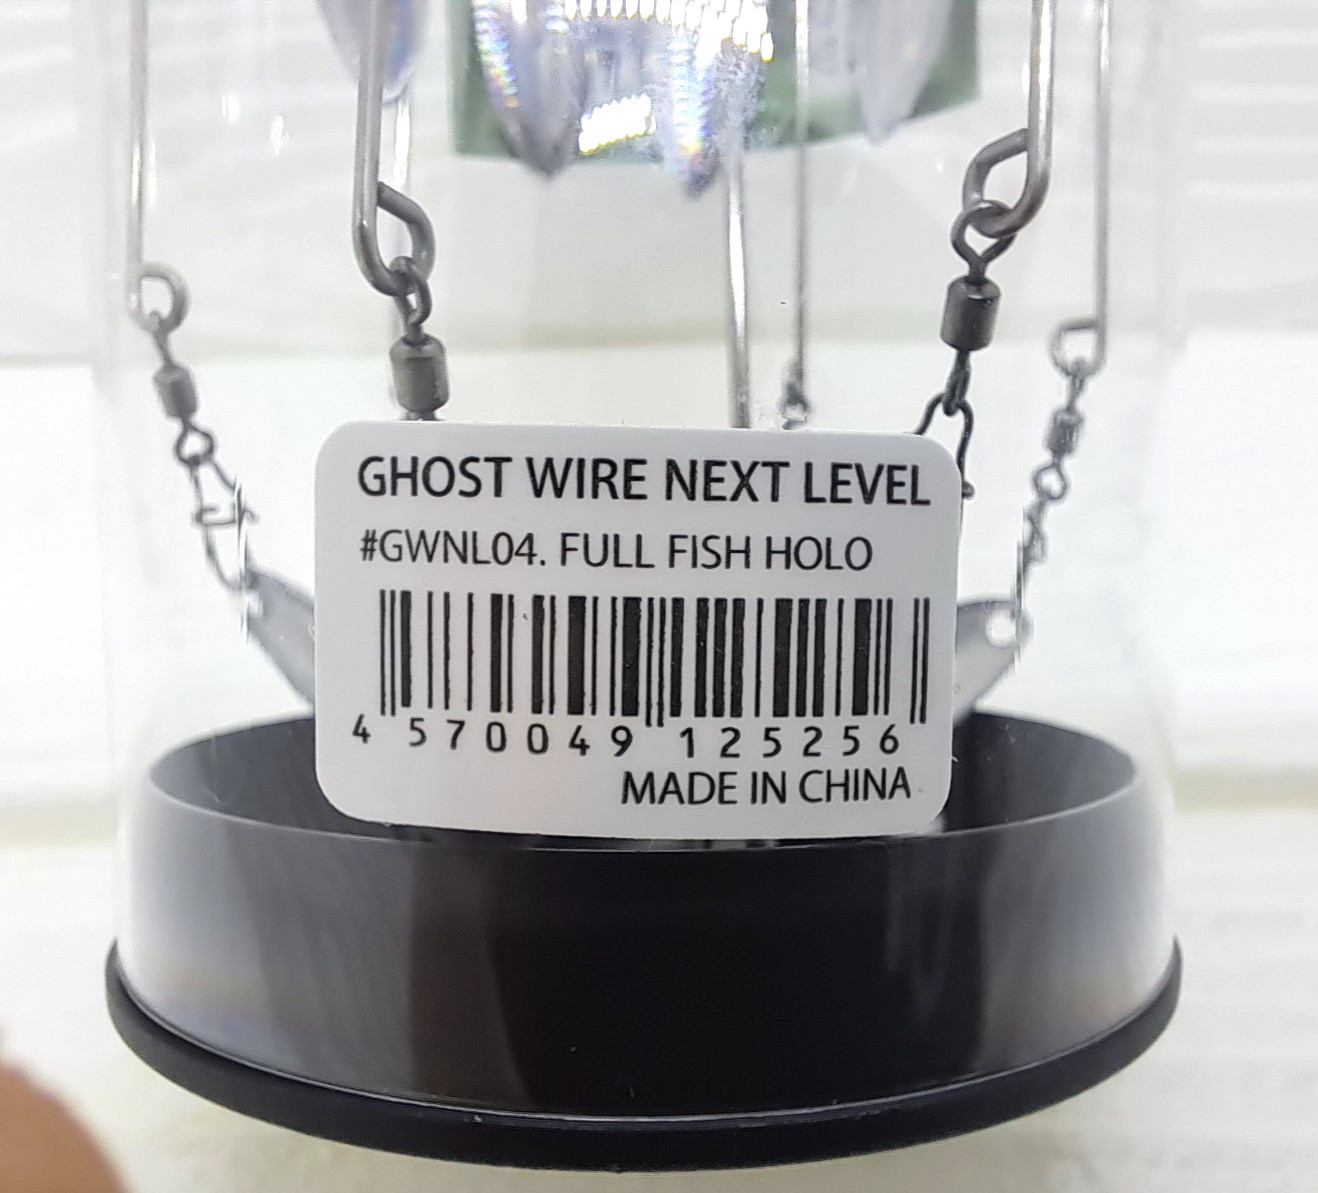 GHOST WIRE NEXT LEVEL
#GWNL04. FULL FISH HOLO
4 570049 125256
MADE IN CHINA